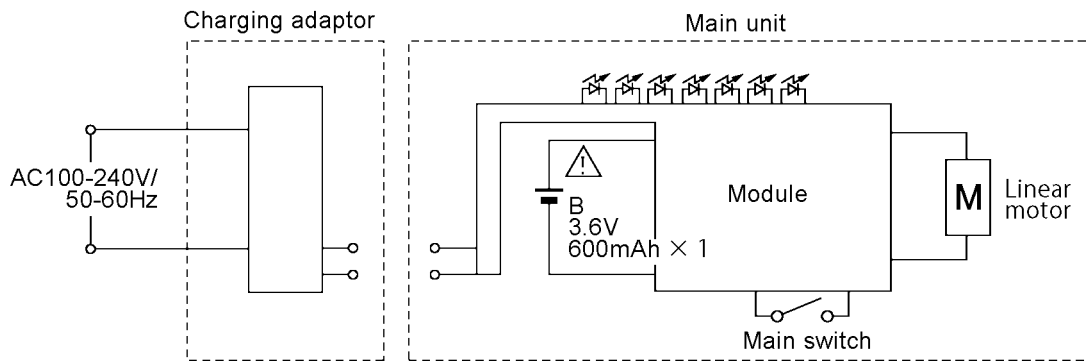 Charging adaptor
Main unit
AC100-240V/
50-60Hz
B
3.6V
600mAh × 1
Module
M
Linear
motor
Main switch